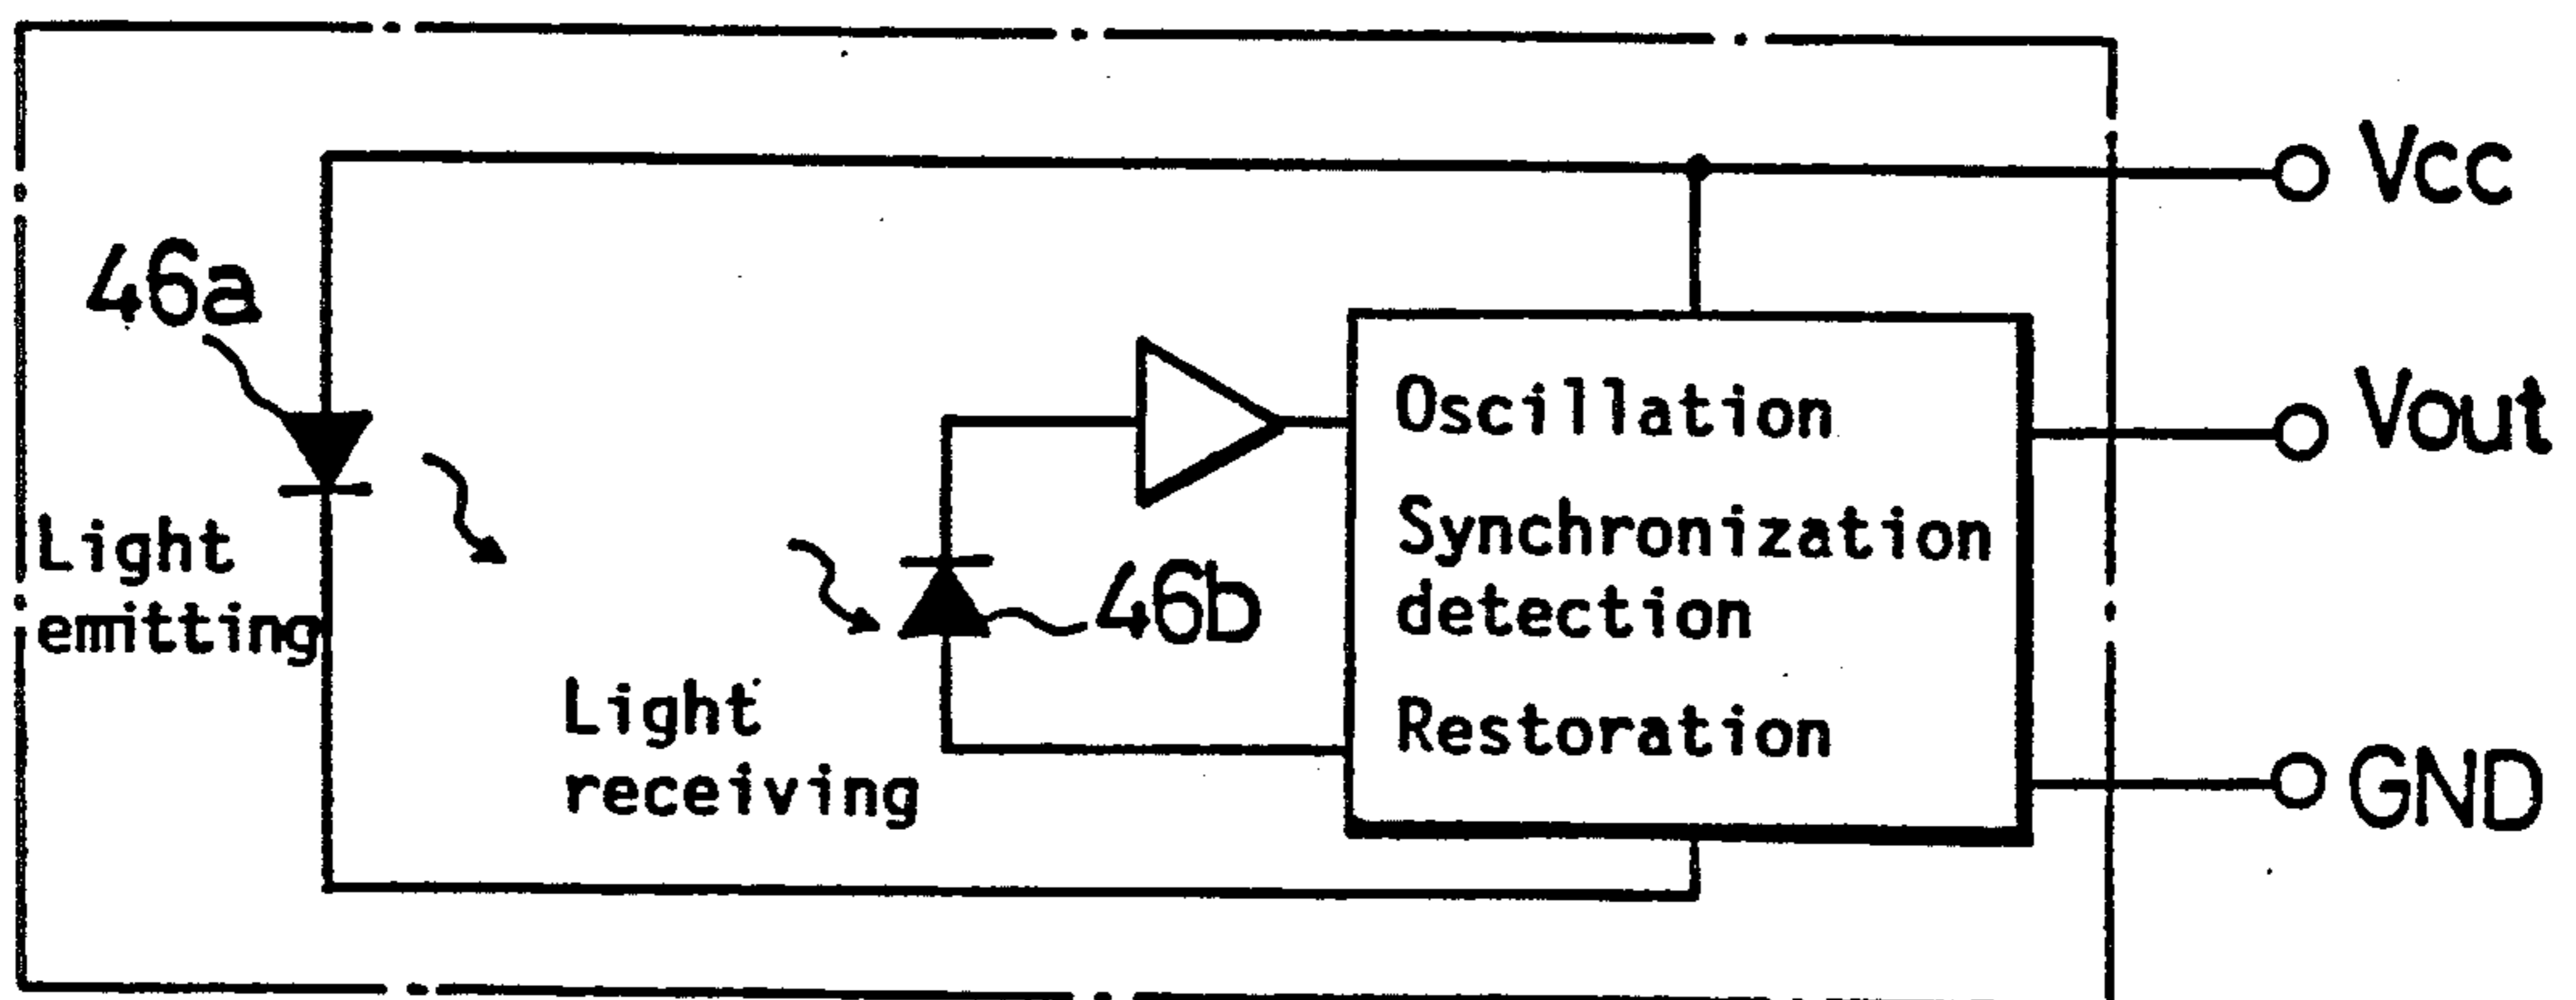 Vcc
46a
Oscillation
Vout
Synchronization
detection
Light
emitting
46b
Light
receiving
Restoration
GND